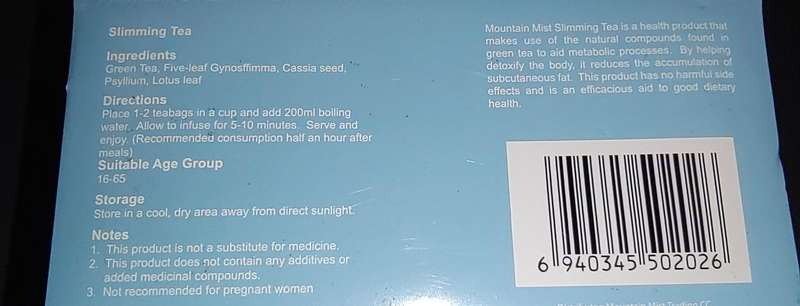 Slimming Tea
Ingredients
Green Tea, Five-leaf Gynosffimma, Cassia seed,
Psyllium, Lotus leaf
Directions
Place 1-2 teabags in a cup and add 200ml boiling
water. Allow to infuse for 5-10 minutes. Serve and
enjoy. (Recommended consumption half an hour after
meals)
Suitable Age Group
16-65
Storage
Store in a cool, dry area away from direct sunlight.
Notes
1. This product is not a substitute for medicine.
2. This product does not contain any additives or
added medicinal compounds.
3. Not recommended for pregnant women
Mountain Mist Slimming Tea is a health product that
makes use of the natural compounds found in
green tea to aid metabolic processes. By helping
detoxify the body, it reduces the accumulation of
subcutaneous fat. This product has no harmful side
effects and is an efficacious aid to good dietary
health.
6 940345 502026
Mountain Mist Trading CC